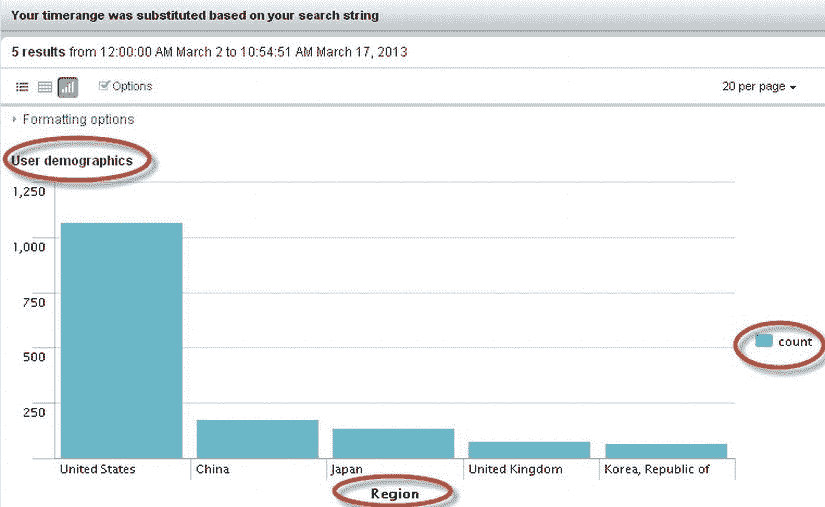 Your timerange was substituted based on your search string
5 results from 12:00:00 AM March 2 to 10:54:51 AM March 17, 2013
Options
20 per page
Formatting options
User demographics
1,250
1,000
750
500
250
count
United States China Japan United Kingdom Korea, Republic of
Region